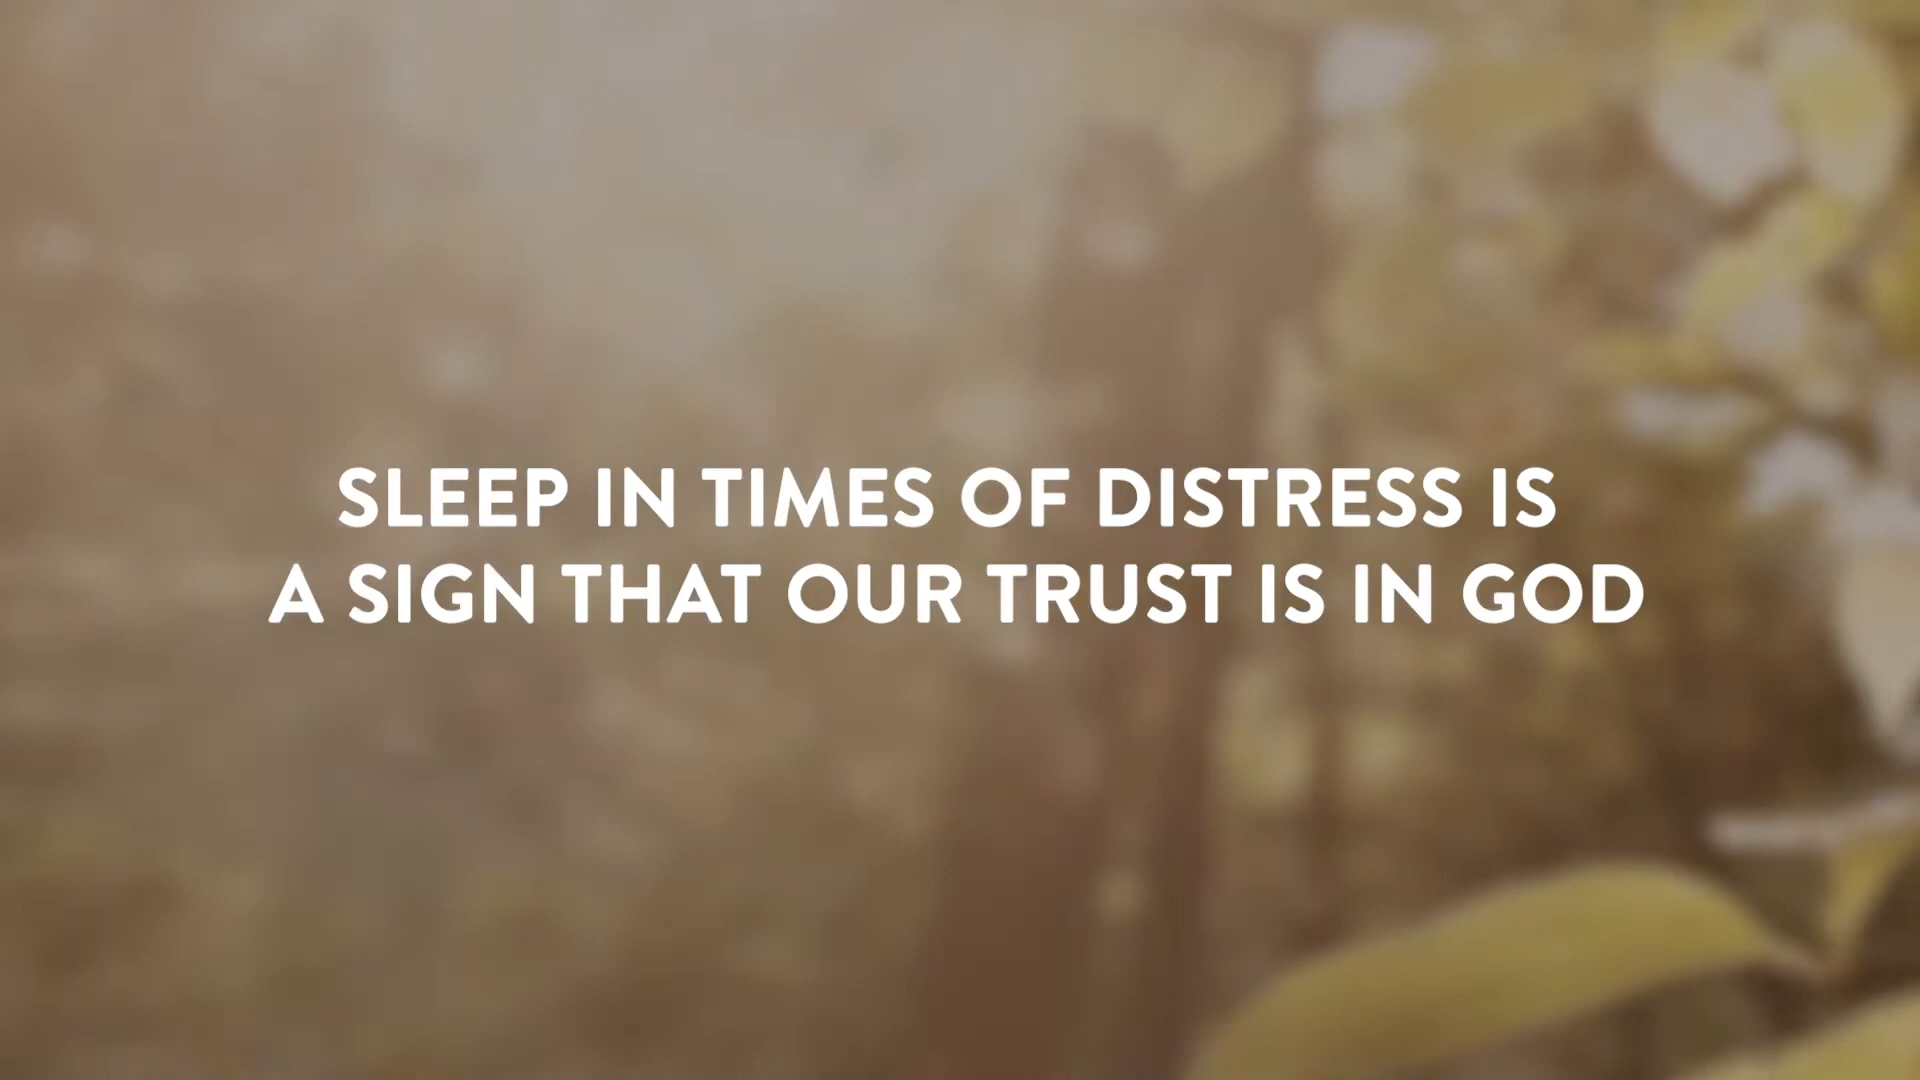 SLEEP IN TIMES OF DISTRESS IS
A SIGN THAT OUR TRUST IS IN GOD